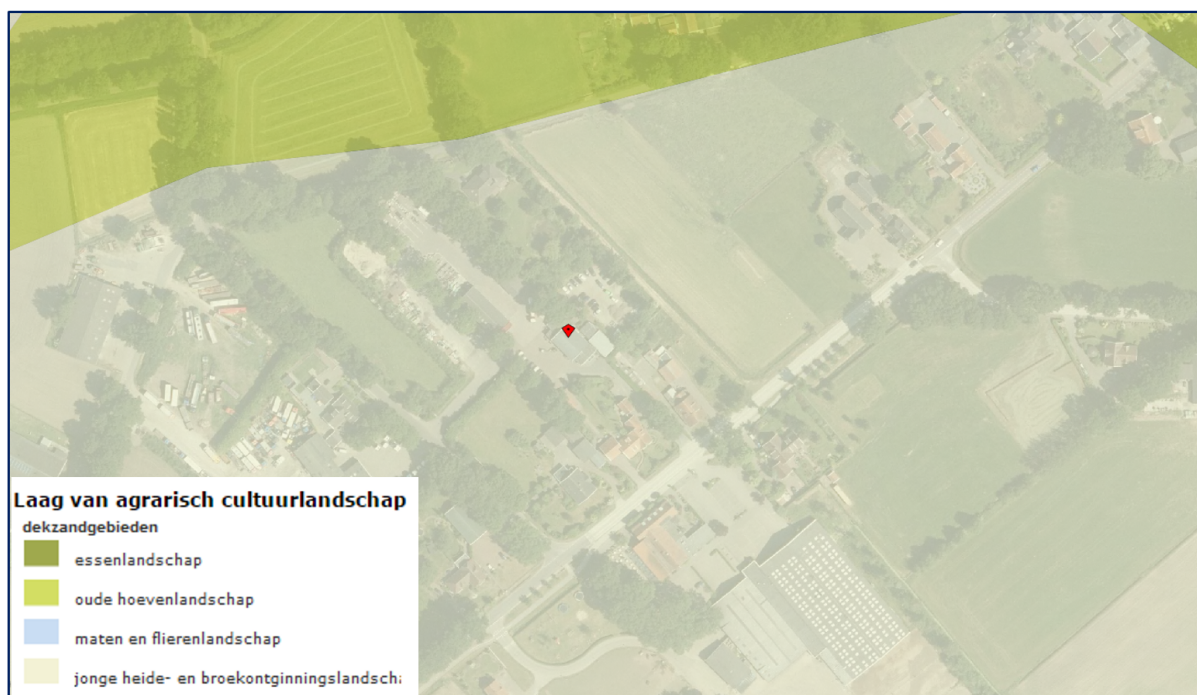 Laag van agrarisch cultuurlandschap
dekzandgebieden
essenlandschap
oude hoevenlandschap
maten en flierenlandschap
jonge heide- en broekontginningslandscha